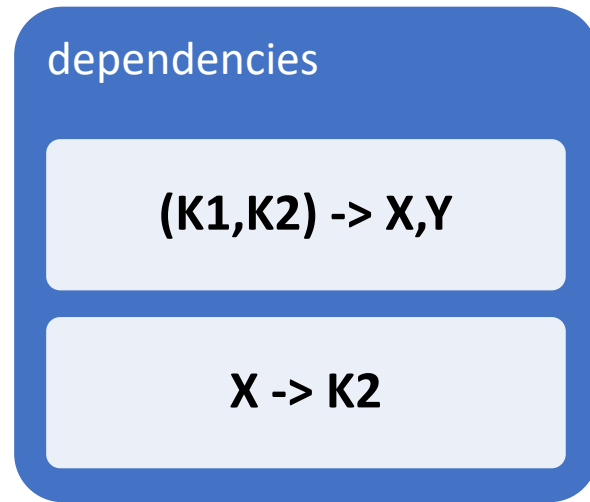 dependencies
(K1,K2) -> X,Y
X -> K2